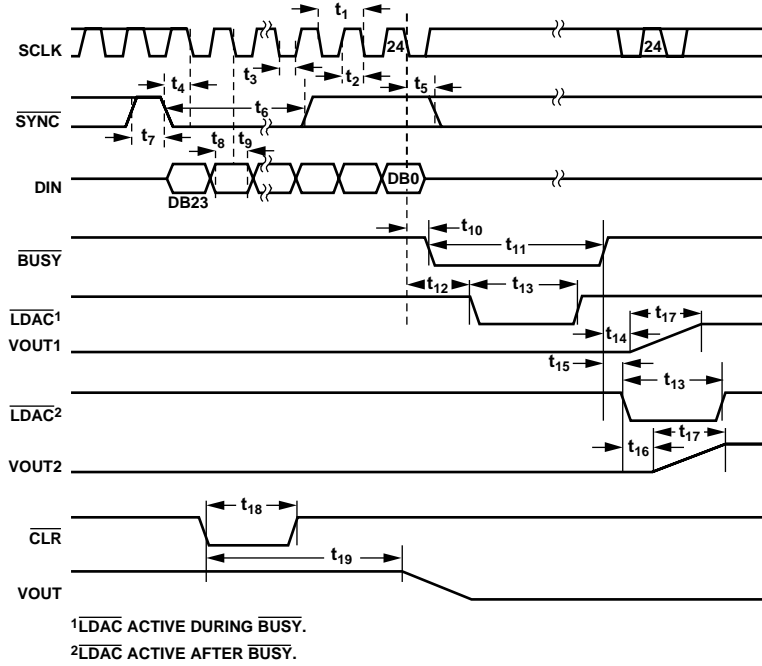 t1
SCLK
24
24
t3
t2
t4
t5
t6
SYNC
t7
t8
t9
DIN
DB23
DB0
t10
t11
BUSY
t12
t13
LDAC1
t17
t14
VOUT1
t15
t13
LDAC2
t17
t16
VOUT2
t18
CLR
t19
VOUT
1LDAC ACTIVE DURING BUSY.
2LDAC ACTIVE AFTER BUSY.